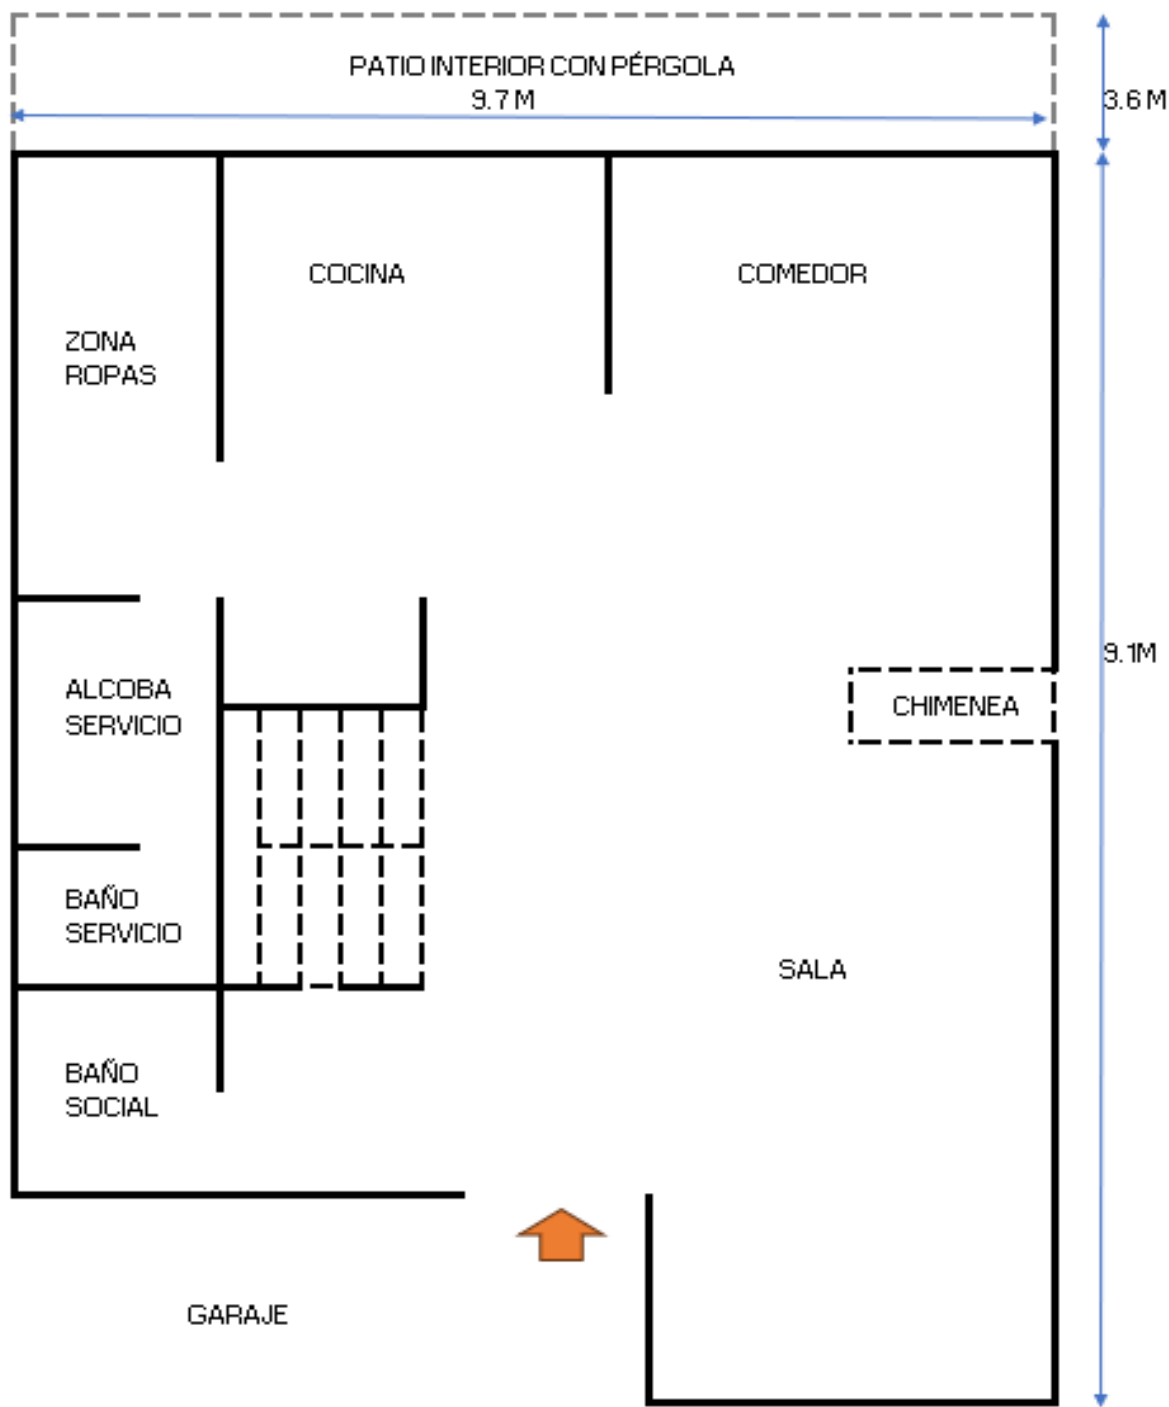 PATIO INTERIOR CON PÉRGOLA
9.7 M
3.6 M
COCINA
COMEDOR
ZONA
ROPAS
9.1M
ALCOBA
SERVICIO
CHIMENEA
BAÑO
SERVICIO
SALA
BAÑO
SOCIAL
GARAJE